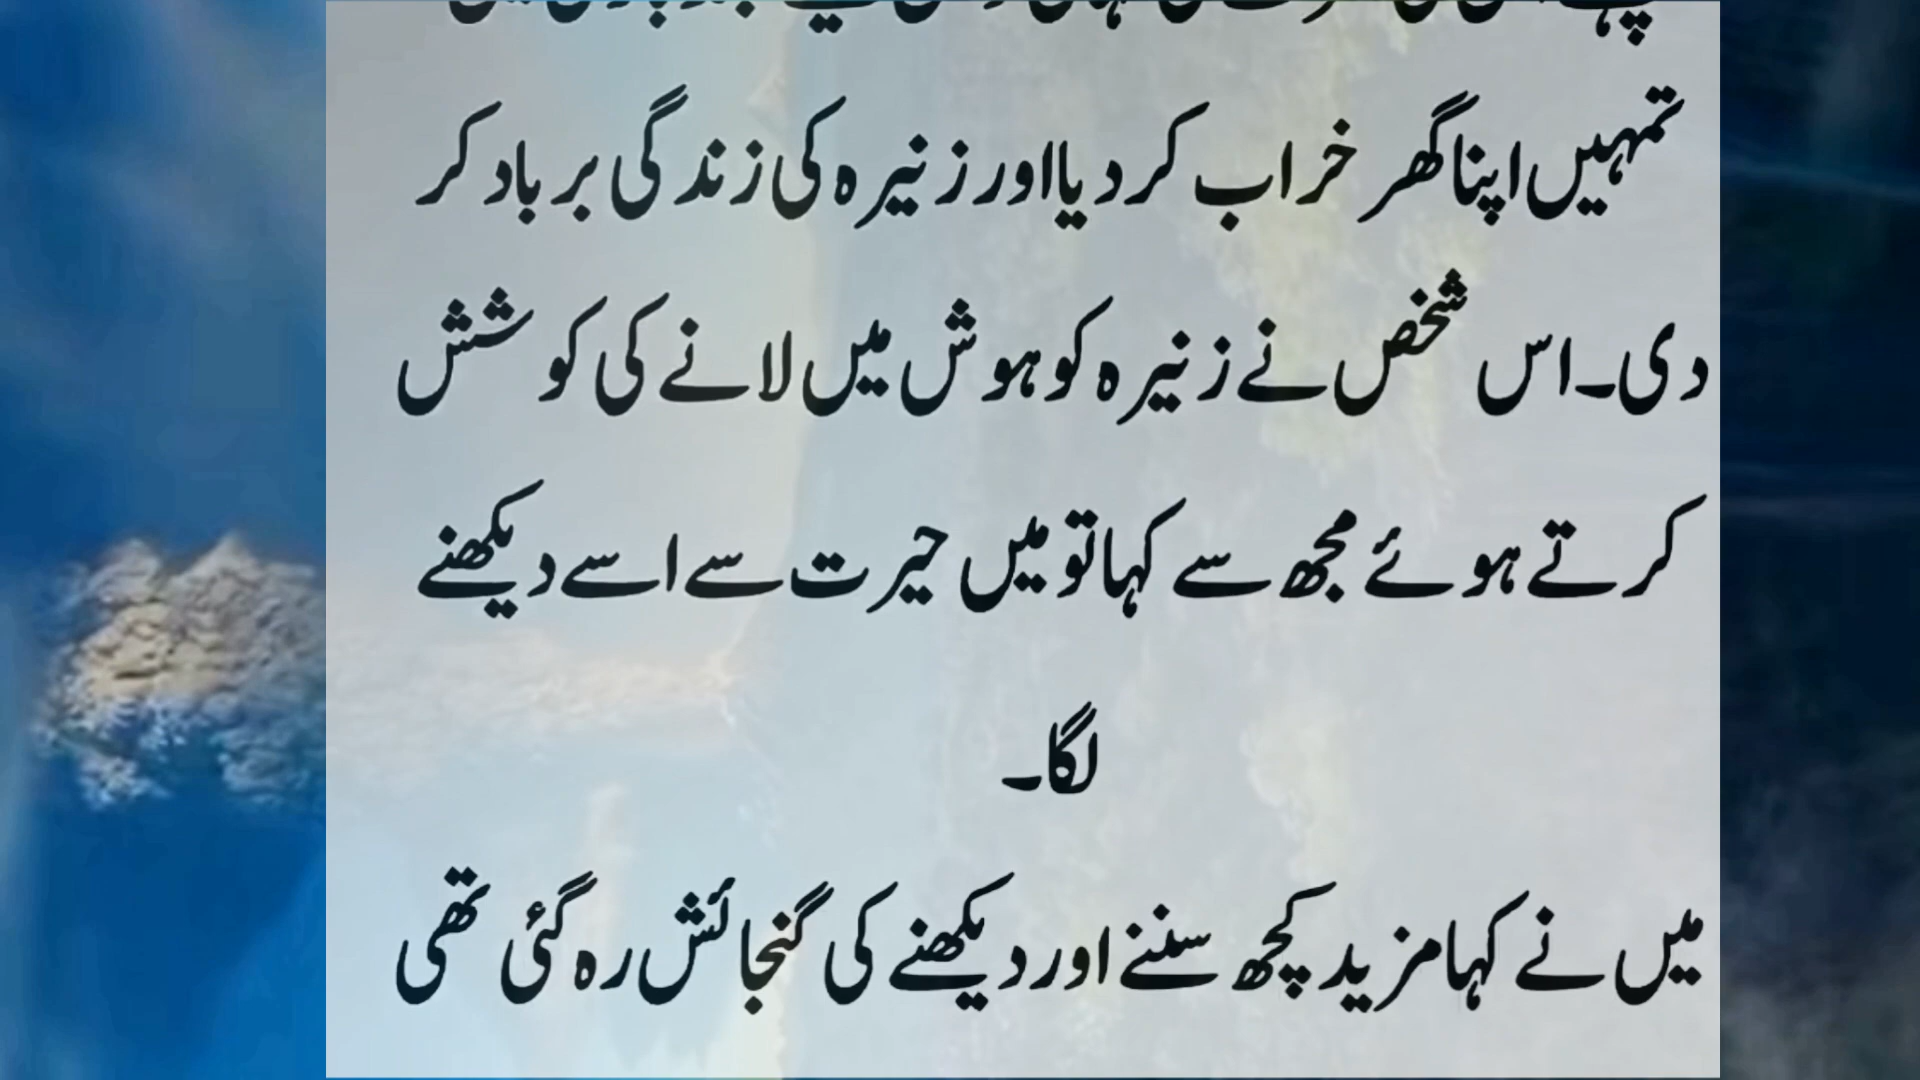 تمہیں اپنا گھر خراب کر دیا اور زنیرہ کی زندگی برباد کر
دی۔ اس شخص نے زنیرہ کو ہوش میں لانے کی کوشش
کرتے ہوئے مجھ سے کہا تو میں حیرت سے اسے دیکھنے
لگا۔
میں نے کہا مزید کچھ سننے اور دیکھنے کی گنجائش رہ گئی تھی